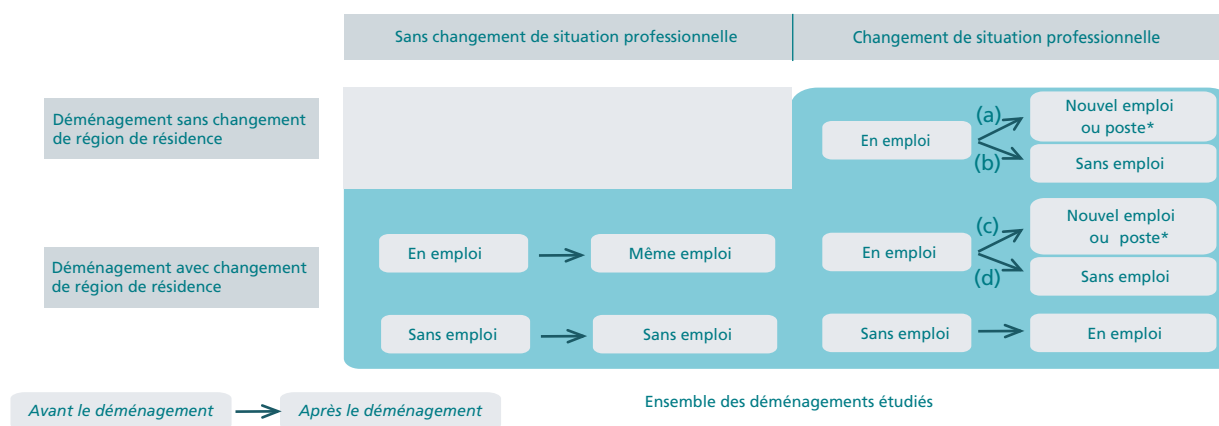 Sans changement de situation professionnelle
Changement de situation professionnelle
Déménagement sans changement
de région de résidence
En emploi
(a)
(b)
Nouvel emploi
ou poste*
Sans emploi
Déménagement avec changement
de région de résidence
En emploi
Même emploi
En emploi
(c)
(d)
Nouvel emploi
ou poste*
Sans emploi
Sans emploi
Sans emploi
Sans emploi
En emploi
Avant le déménagement
Après le déménagement
Ensemble des déménagements étudiés